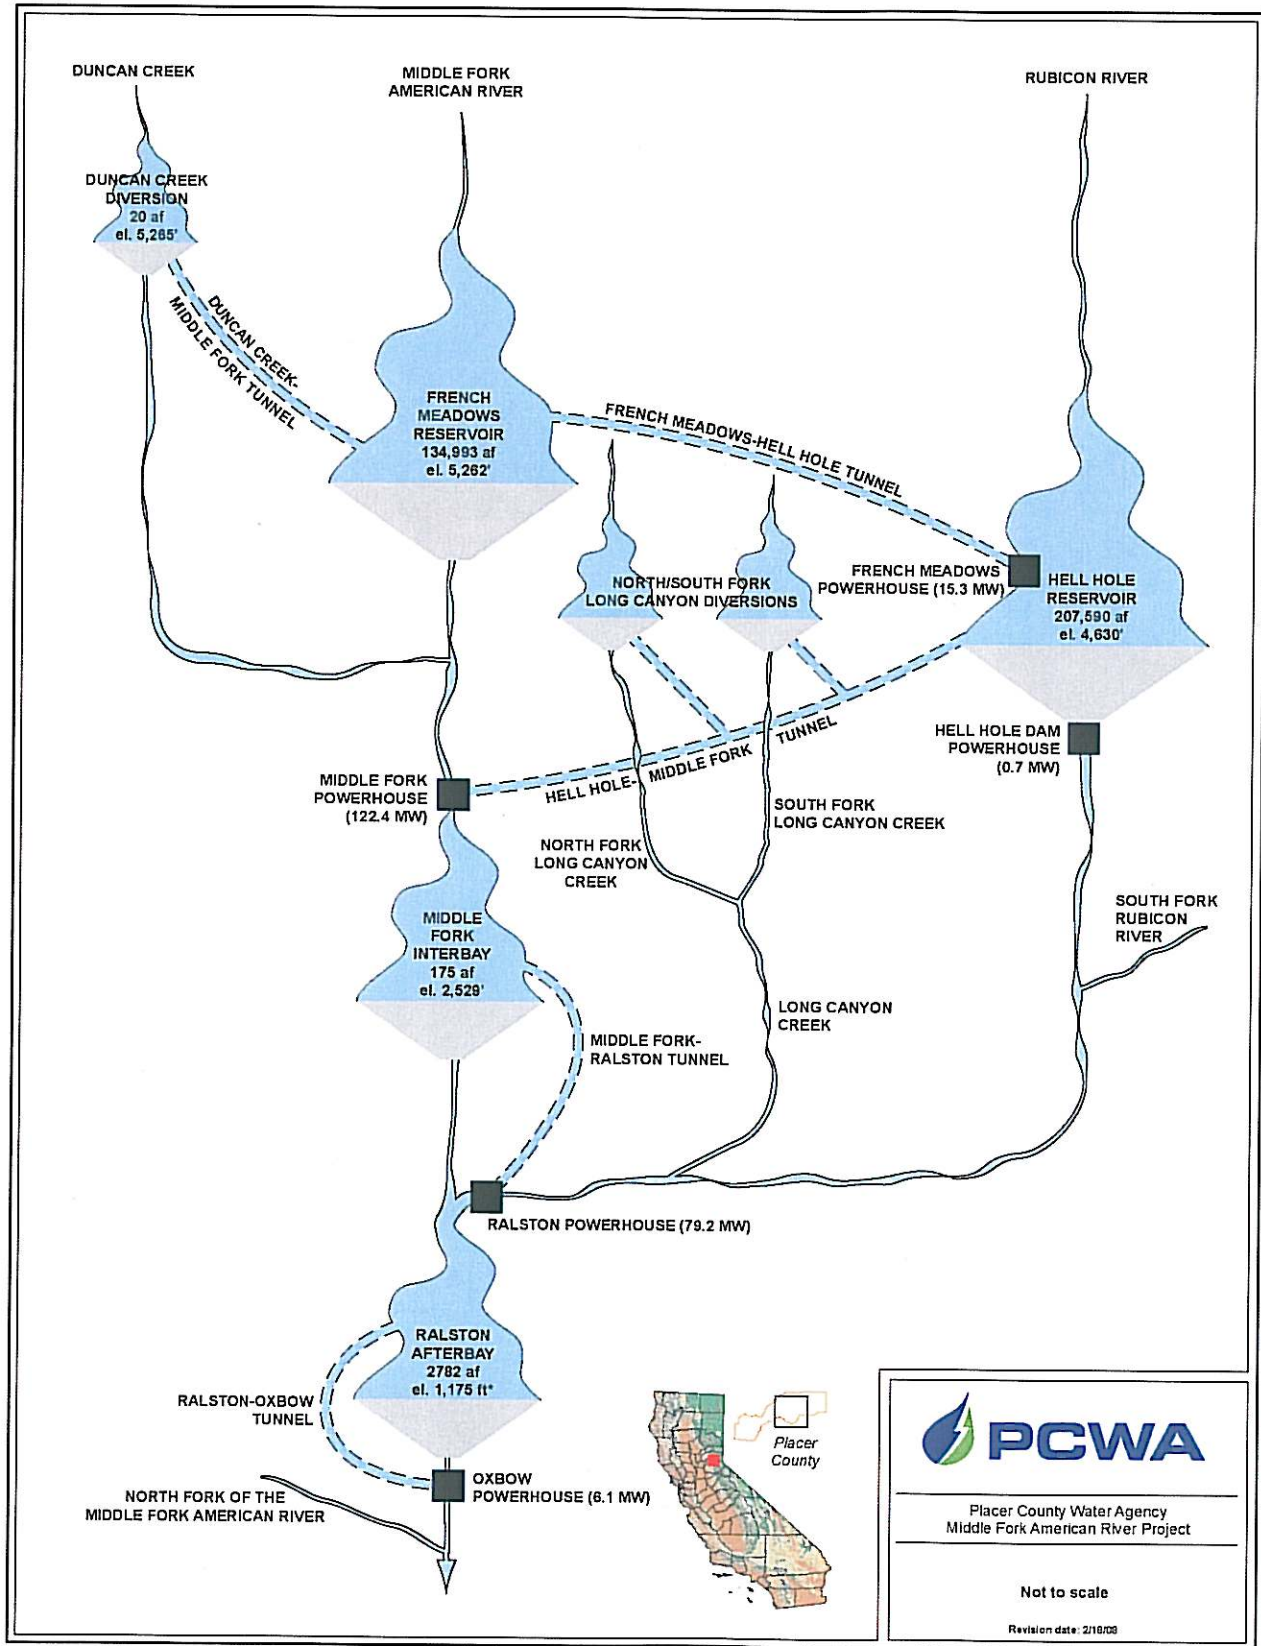 DUNCAN CREEK
MIDDLE FORK
AMERICAN RIVER
RUBICON RIVER
DUNCAN CREEK
DIVERSION
20 af
el. 5,265'
DUNCAN CREEK-
MIDDLE FORK TUNNEL
FRENCH
MEADOWS
RESERVOIR
134,993 af
el. 5,262'
FRENCH MEADOWS-HELL HOLE TUNNEL
NORTH/SOUTH FORK
LONG CANYON DIVERSIONS
FRENCH MEADOWS
POWERHOUSE (15.3 MW)
HELL HOLE
RESERVOIR
207,590 af
el. 4,630'
HELL HOLE DAM
POWERHOUSE
(0.7 MW)
MIDDLE FORK
POWERHOUSE
(122.4 MW)
HELL HOLE- MIDDLE FORK TUNNEL
SOUTH FORK
LONG CANYON CREEK
NORTH FORK
LONG CANYON
CREEK
SOUTH FORK
RUBICON
RIVER
MIDDLE
FORK
INTERBAY
175 af
el. 2,529'
LONG CANYON
CREEK
MIDDLE FORK-
RALSTON TUNNEL
RALSTON POWERHOUSE (79.2 MW)
RALSTON
AFTERBAY
2782 af
el. 1,175 ft"
RALSTON-OXBOW
TUNNEL
OXBOW
POWERHOUSE (6.1 MW)
NORTH FORK OF THE
MIDDLE FORK AMERICAN RIVER
Placer
County
PCWA
Placer County Water Agency
Middle Fork American River Project
Not to scale
Revision date: 2/18/08